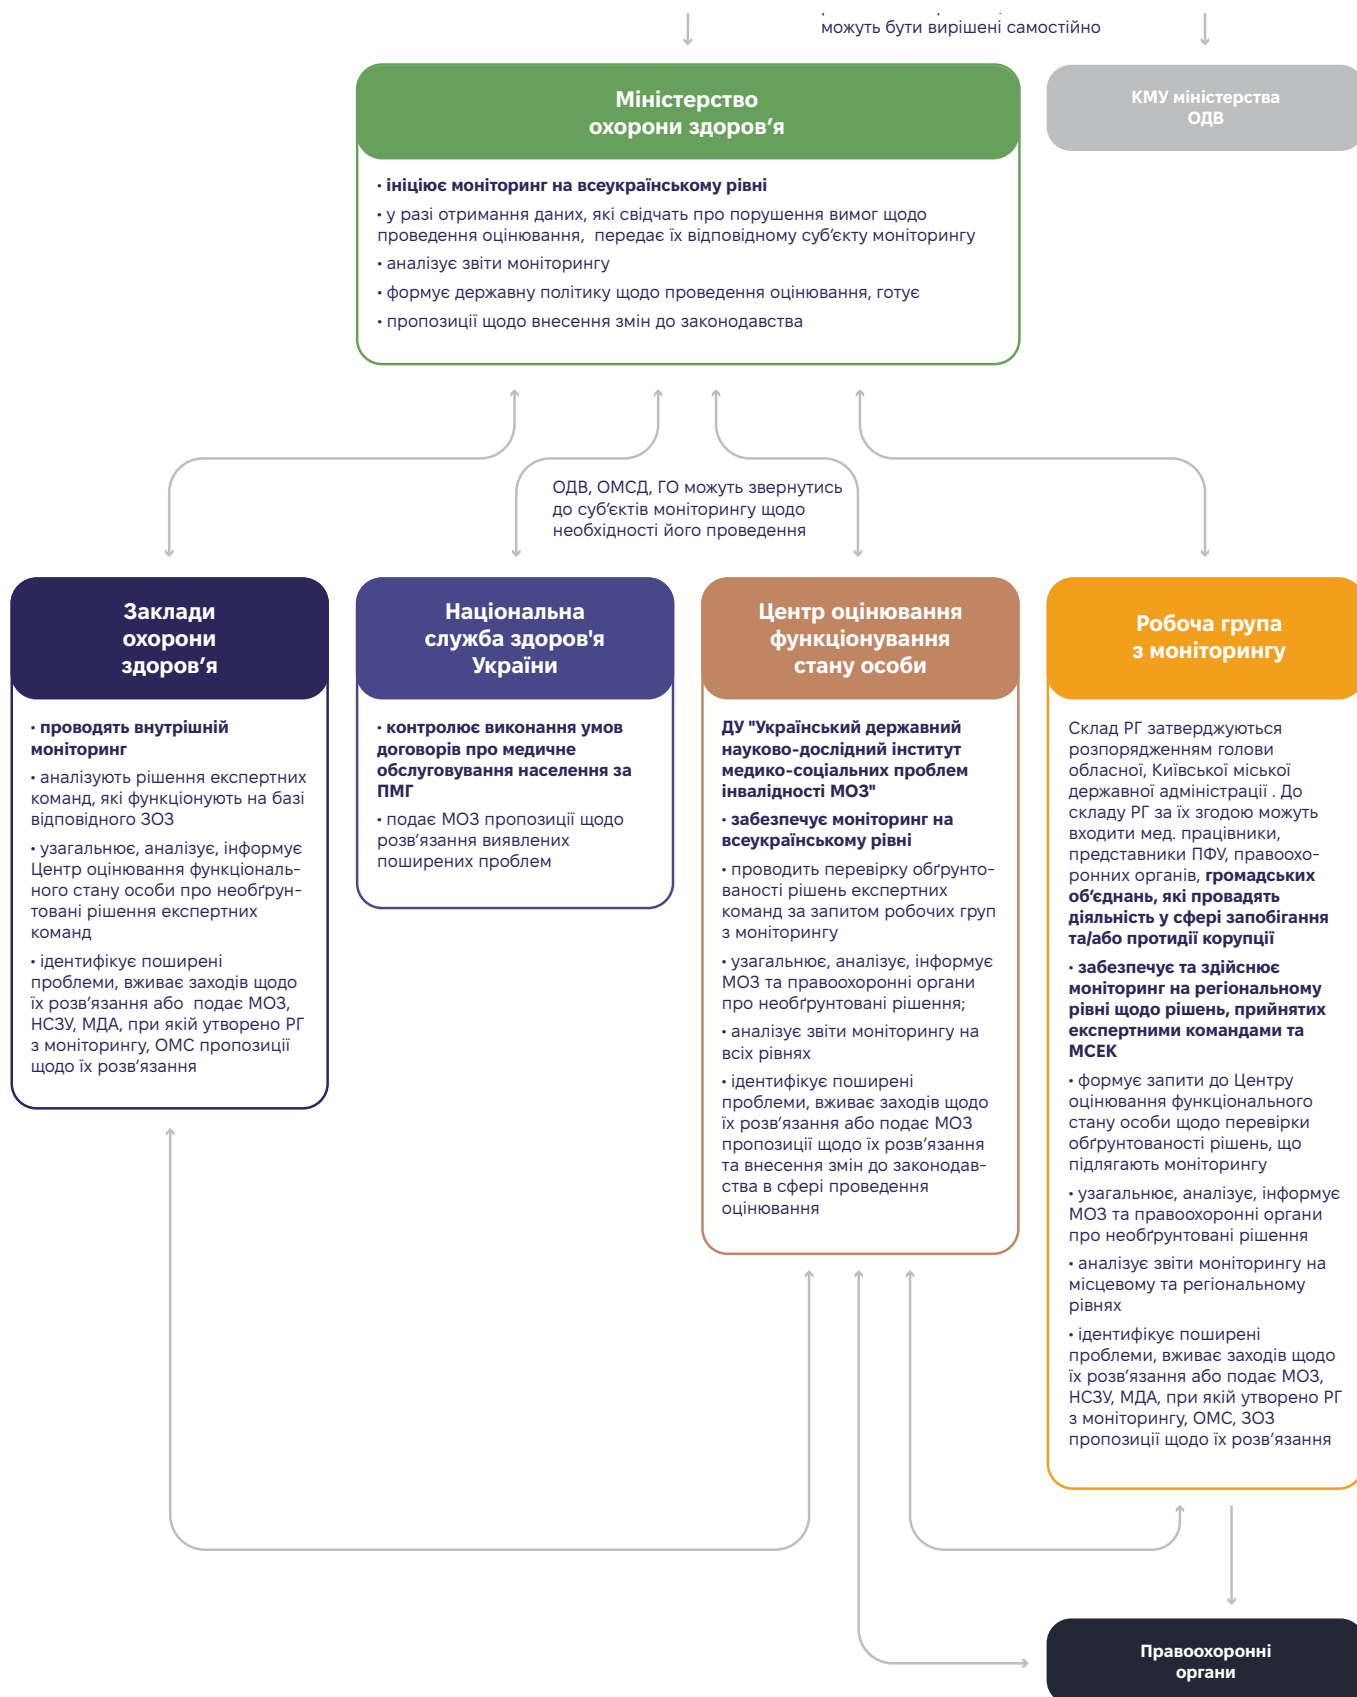 можуть бути вирішені самостійно
Міністерство
охорони здоров’я
КМУ міністерства
ОДВ
• ініціює моніторинг на всеукраїнському рівні
• у разі отримання даних, які свідчать про порушення вимог щодо
проведення оцінювання, передає їх відповідному суб’єкту моніторингу
• аналізує звіти моніторингу
• формує державну політику щодо проведення оцінювання, готує
• пропозиції щодо внесення змін до законодавства
ОДВ, ОМСД, ГО можуть звернутись
до суб’єктів моніторингу щодо
необхідності його проведення
Заклади
охорони
здоров’я
• проводять внутрішній
моніторинг
• аналізують рішення експертних
команд, які функціонують на базі
відповідного ЗОЗ
• узагальнює, аналізує, інформує
Центр оцінювання функціональ-
ного стану особи про необґрун-
товані рішення експертних
команд
• ідентифікує поширені
проблеми, вживає заходів щодо
їх розв’язання або подає МОЗ,
НСЗУ, МДА, при якій утворено РГ
з моніторингу, ОМС пропозиції
щодо їх розв’язання
Національна
служба здоров'я
України
• контролює виконання умов
договорів про медичне
обслуговування населення за
ПМГ
• подає МОЗ пропозиції щодо
розв’язання виявлених
поширених проблем
Центр оцінювання
функціонування
стану особи
ДУ "Український державний
науково-дослідний інститут
медико-соціальних проблем
інвалідності МОЗ"
• забезпечує моніторинг на
всеукраїнському рівні
• проводить перевірку обґрунто-
ваності рішень експертних
команд за запитом робочих груп
з моніторингу
• узагальнює, аналізує, інформує
МОЗ та правоохоронні органи
про необґрунтовані рішення;
• аналізує звіти моніторингу на
всіх рівнях
• ідентифікує поширені
проблеми, вживає заходів щодо
їх розв’язання або подає МОЗ
пропозиції щодо їх розв’язання
та внесення змін до законодав-
ства в сфері проведення
оцінювання
Робоча група
з моніторингу
Склад РГ затверджуються
розпорядженням голови
обласної, Київської міської
державної адміністрації . До
складу РГ за їх згодою можуть
входити мед. працівники,
представники ПФУ, правоохо-
ронних органів, громадських
об’єднань, які провадять
діяльність у сфері запобігання
та/або протидії корупції
• забезпечує та здійснює
моніторинг на регіональному
рівні щодо рішень, прийнятих
експертними командами та
МСЕК
• формує запити до Центру
оцінювання функціонального
стану особи щодо перевірки
обґрунтованості рішень, що
підлягають моніторингу
• узагальнює, аналізує, інформує
МОЗ та правоохоронні органи
про необґрунтовані рішення
• аналізує звіти моніторингу на
місцевому та регіональному
рівнях
• ідентифікує поширені
проблеми, вживає заходів щодо
їх розв’язання або подає МОЗ,
НСЗУ, МДА, при якій утворено РГ
з моніторингу, ОМС, ЗОЗ
пропозиції щодо їх розв’язання
Правоохоронні
органи